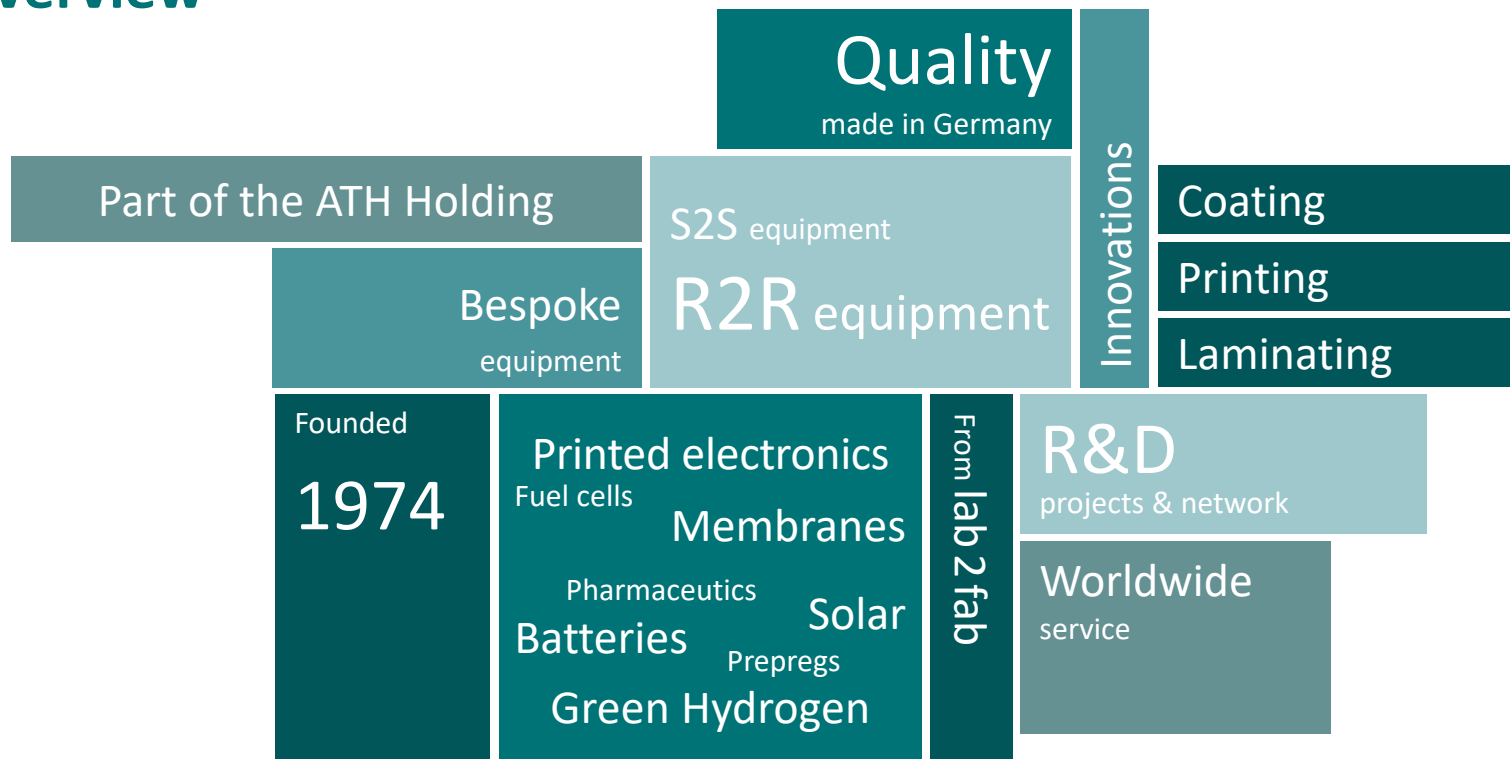 verview
Quality
made in Germany
Innovations
Part of the ATH Holding
S2S equipment
R2R equipment
Coating
Printing
Laminating
Bespoke
equipment
Founded
1974
Printed electronics
Fuel cells
Membranes
Pharmaceutics
Solar
Batteries
Prepregs
Green Hydrogen
From lab 2 fab
R&D
projects & network
Worldwide
service